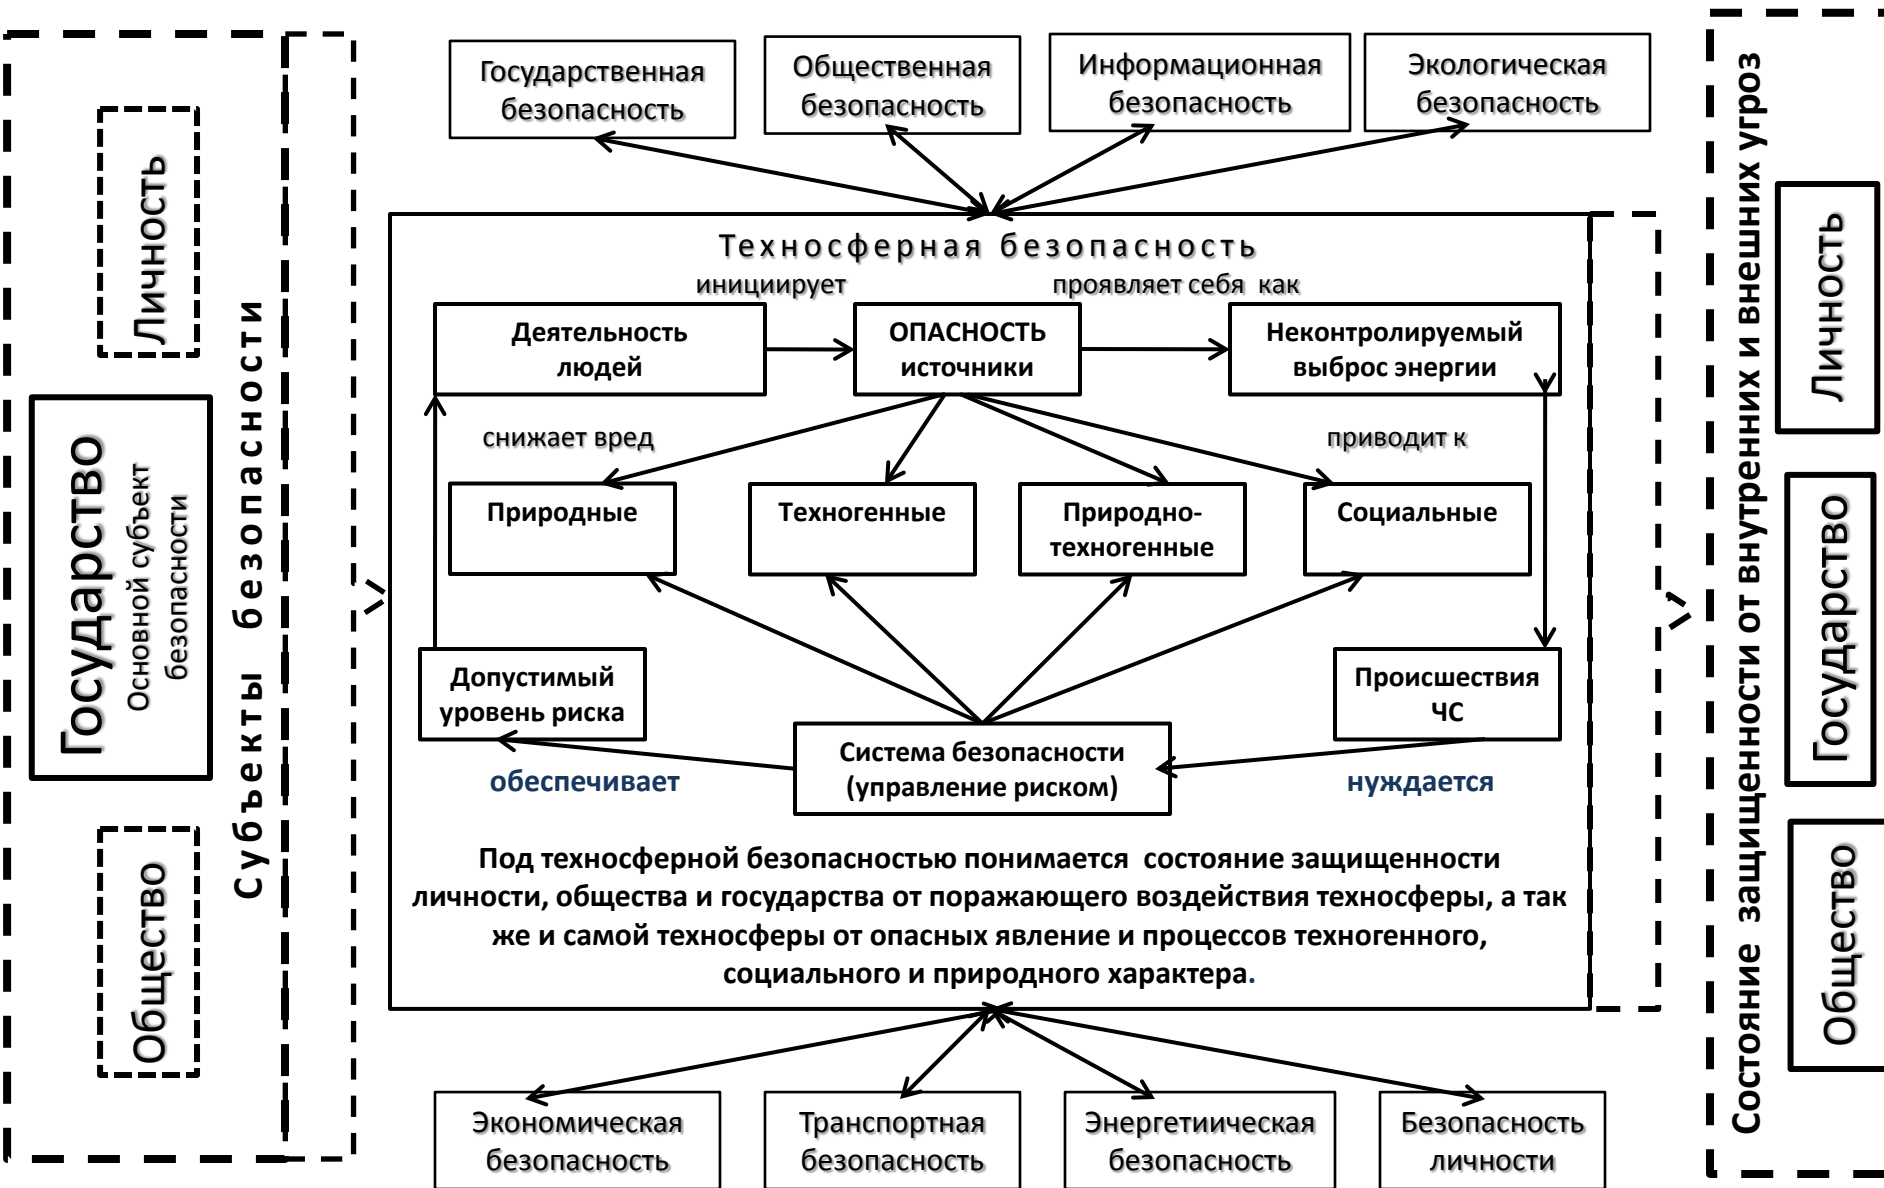 Личность
Государство
Основной субъект
безопасности
Общество
Субъекты безопасности
Государственная
безопасность
Общественная
безопасность
Информационная
безопасность
Экологическая
безопасность
Техносферная безопасность
инициирует
проявляет себя как
Деятельность
людей
ОПАСНОСТЬ
источники
Неконтролируемый
выброс энергии
снижает вред
приводит к
Природные
Техногенные
Природно-
техногенные
Социальные
Допустимый
уровень риска
Происшествия
ЧС
Система безопасности
(управление риском)
обеспечивает
нуждается
Под техносферной безопасностью понимается состояние защищенности
личности, общества и государства от поражающего воздействия техносферы, а так
же и самой техносферы от опасных явление и процессов техногенного,
социального и природного характера.
Экономическая
безопасность
Транспортная
безопасность
Энергетиическая
безопасность
Безопасность
личности
Состояние защищенности от внутренних и внешних угроз
Личность
Государство
Общество